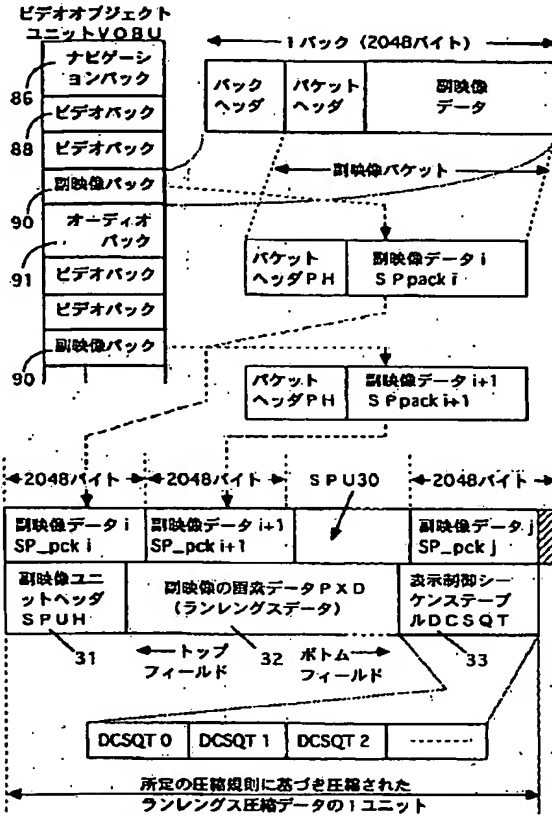 ビデオオブジェクト
ユニットVOBU
ナビゲーシ
ョンパック
86
ビデオパック
88
ビデオパック
副映像パック
90
オーディオ
パック
91
ビデオパック
ビデオパック
副映像パック
90
1パック(2048バイト)
パック
ヘッダ
パケット
ヘッダ
副映像
データ
副映像パケット
パケット
ヘッダPH
副映像データi
SPpack i
パケット
ヘッダPH
副映像データi+1
SPpack i+1
2048バイト
2048バイト
SPU30
2048バイト
副映像データi
SP_pck i
副映像データi+1
SP_pck i+1
副映像データj
SP_pck j
副映像ユニ
ットヘッダ
SPUH
副映像の画素データPXD
(ランレングスデータ)
表示制御シー
ケンステーブ
ルDCSQT
31
トップ
フィールド
32
ボトム
フィールド
33
DCSQT 0
DCSQT 1
DCSQT 2
所定の圧縮規則に基づき圧縮された
ランレングス圧縮データの1ユニット